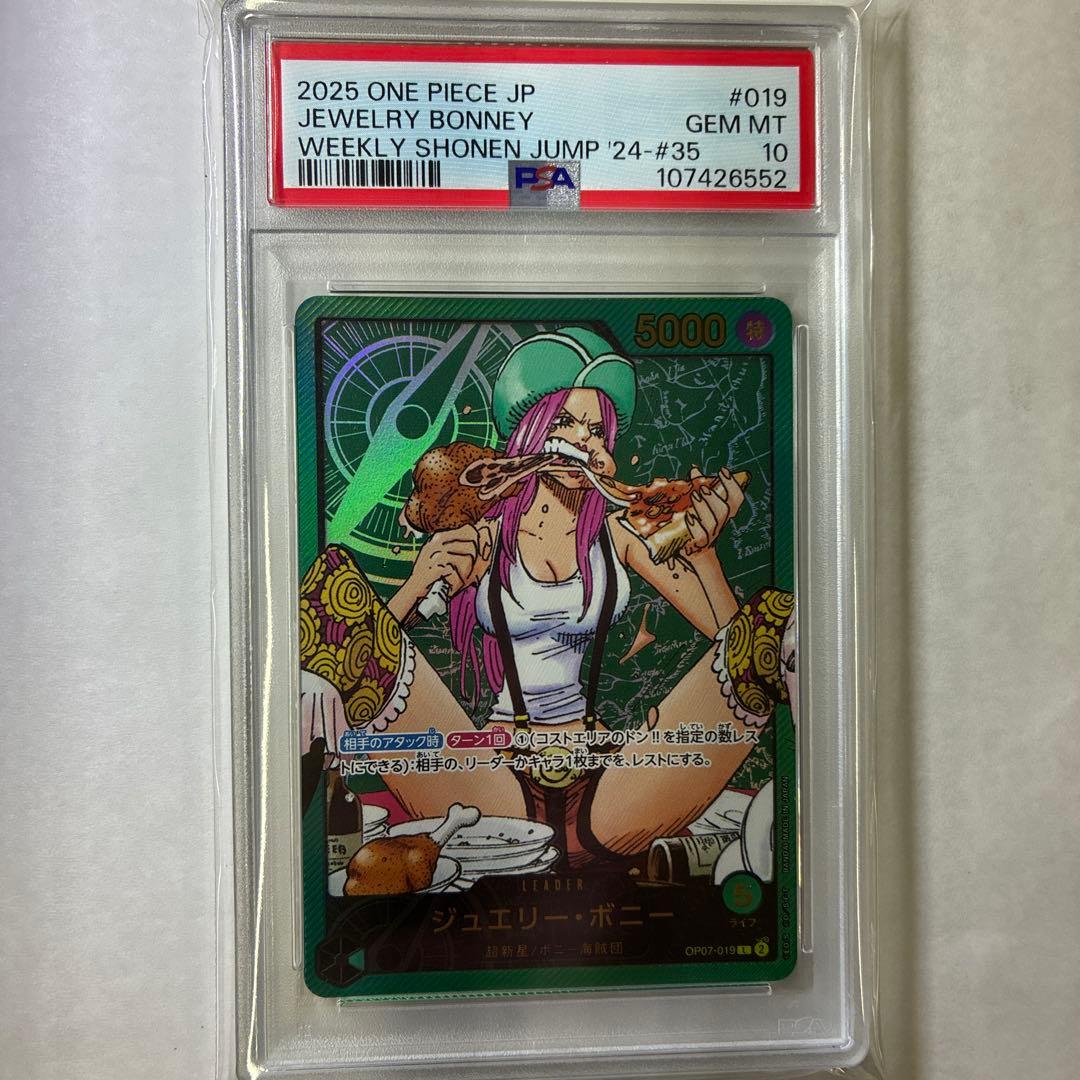 2025 ONE PIECE JP #019
JEWELRY BONNEY GEM MT
WEEKLY SHONEN JUMP '24-#35 10
PSA 107426552
5000 特
相手のアタック時 ターン1回 ①(コストエリアのドン!!を指定の数レス
トにできる):相手の、リーダーかキャラ1枚までを、レストにする。
LEADER
ジュエリー・ボニー
5
ライフ
超新星/ボニー海賊団
OP07-019 L 2
BANDAI MADE IN JAPAN